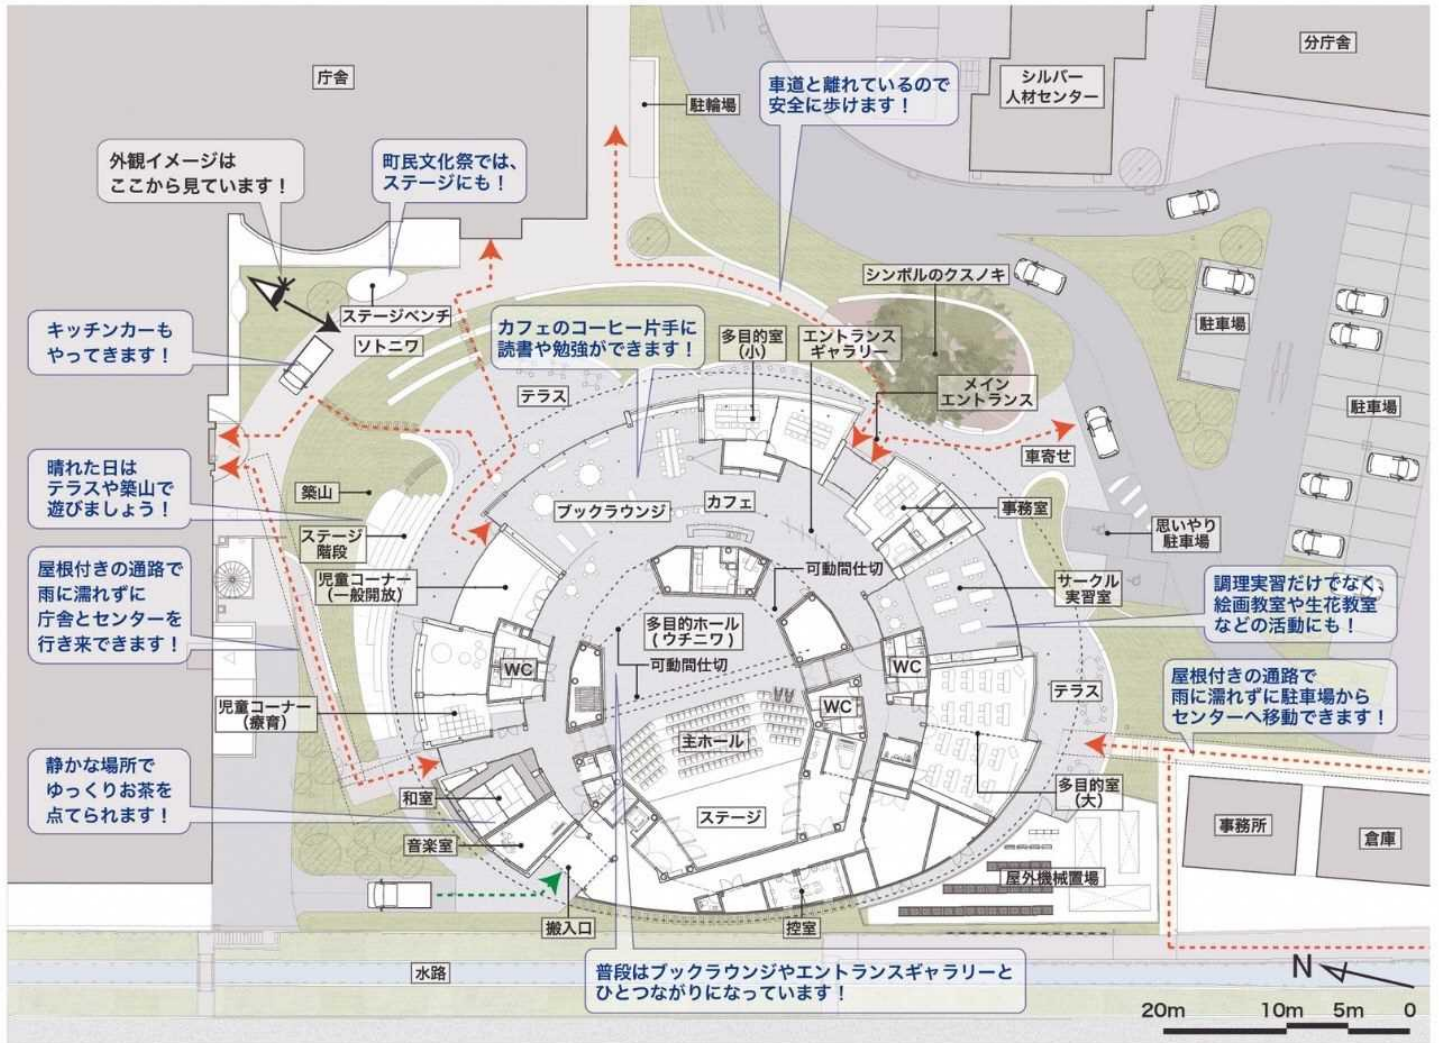 庁舎
分庁舎
シルバー
人材センター
駐輪場
車道と離れているので
安全に歩けます！
外観イメージは
ここから見ています！
町民文化祭では、
ステージにも！
シンボルのクスノキ
ステージベンチ
ソトニワ
キッチンカーも
やってきます！
カフェのコーヒー片手に
読書や勉強ができます！
多目的室
(小)
エントランス
ギャラリー
駐車場
メイン
エントランス
テラス
駐車場
車寄せ
晴れた日は
テラスや築山で
遊びましょう！
築山
ブックラウンジ
カフェ
事務室
思いやり
駐車場
ステージ
階段
屋根付きの通路で
雨に濡れずに
庁舎とセンターを
行き来できます！
児童コーナー
(一般開放)
可動間仕切
サークル
実習室
調理実習だけでなく、
絵画教室や生花教室
などの活動にも！
多目的ホール
(ウチニワ)
可動間仕切
WC
WC
WC
テラス
屋根付きの通路で
雨に濡れずに駐車場から
センターへ移動できます！
児童コーナー
(療育)
主ホール
静かな場所で
ゆっくりお茶を
点てられます！
和室
ステージ
多目的室
(大)
音楽室
事務所
倉庫
屋外機械置場
搬入口
控室
水路
普段はブックラウンジやエントランスギャラリーと
ひとつながりになっています！
N
20m
10m
5m
0